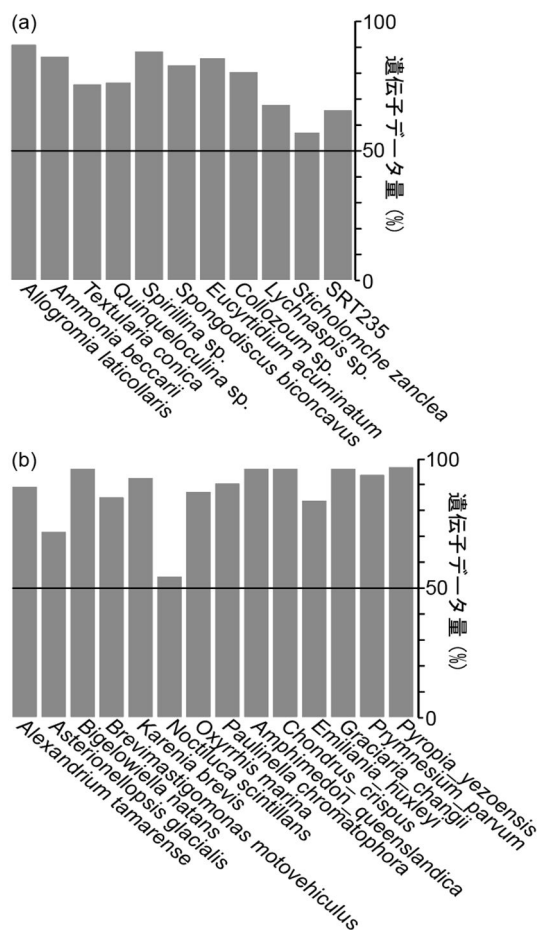 (a)
100
50
0
遺伝子データ量 (%)
Allogromia laticollaris
Ammonia beccarii
Textularia conica
Quinqueloculina sp.
Spirillina sp.
Spongodiscus biconcavus
Eucyrtidium acuminatum
Collozoum sp.
Lychnaspis sp.
Sticholomche zanclea
SRT235
(b)
100
50
0
遺伝子データ量 (%)
Alexandrium tamarense
Asterionellopsis glacialis
Bigelowiella natans
Brevimastigomonas motovehiculus
Karenia brevis
Noctiluca scintillans
Oxyrrhis marina
Paulinella chromatophora
Amphimedon_queenslandica
Chondrus_crispus
Emiliania_huxleyi
Graciaria_changii
Prymnesium_parvum
Pyropia_yezoensis